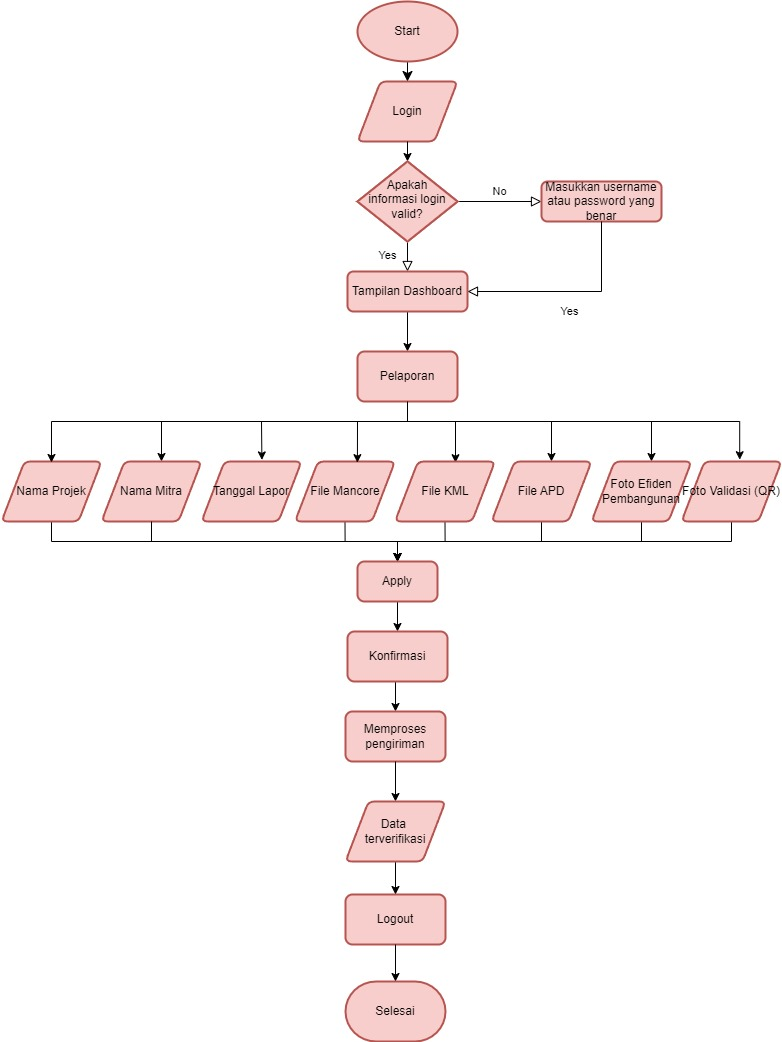 Start
Login
Apakah
informasi login
valid?
No
Masukkan username
atau password yang
benar
Yes
Tampilan Dashboard
Yes
Pelaporan
Nama Projek
Nama Mitra
Tanggal Lapor
File Mancore
File KML
File APD
Foto Efiden
Pembangunan
Foto Validasi (QR)
Apply
Konfirmasi
Memproses
pengiriman
Data
terverifikasi
Logout
Selesai